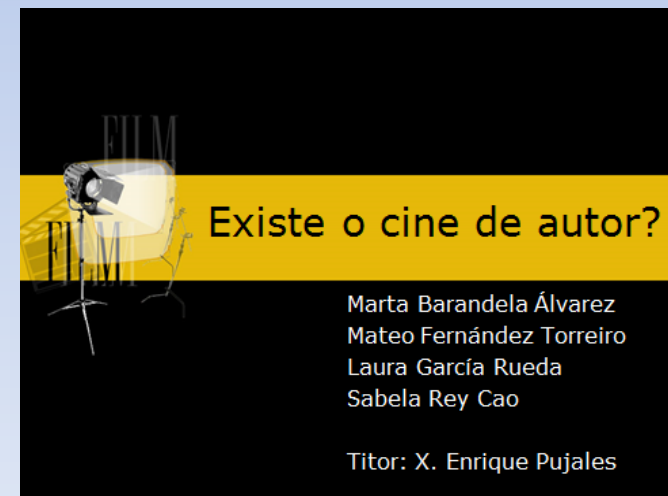 FILM
Existe o cine de autor?
FILM
Marta Barandela Álvarez
Mateo Fernández Torreiro
Laura García Rueda
Sabela Rey Cao
Titor: X. Enrique Pujales